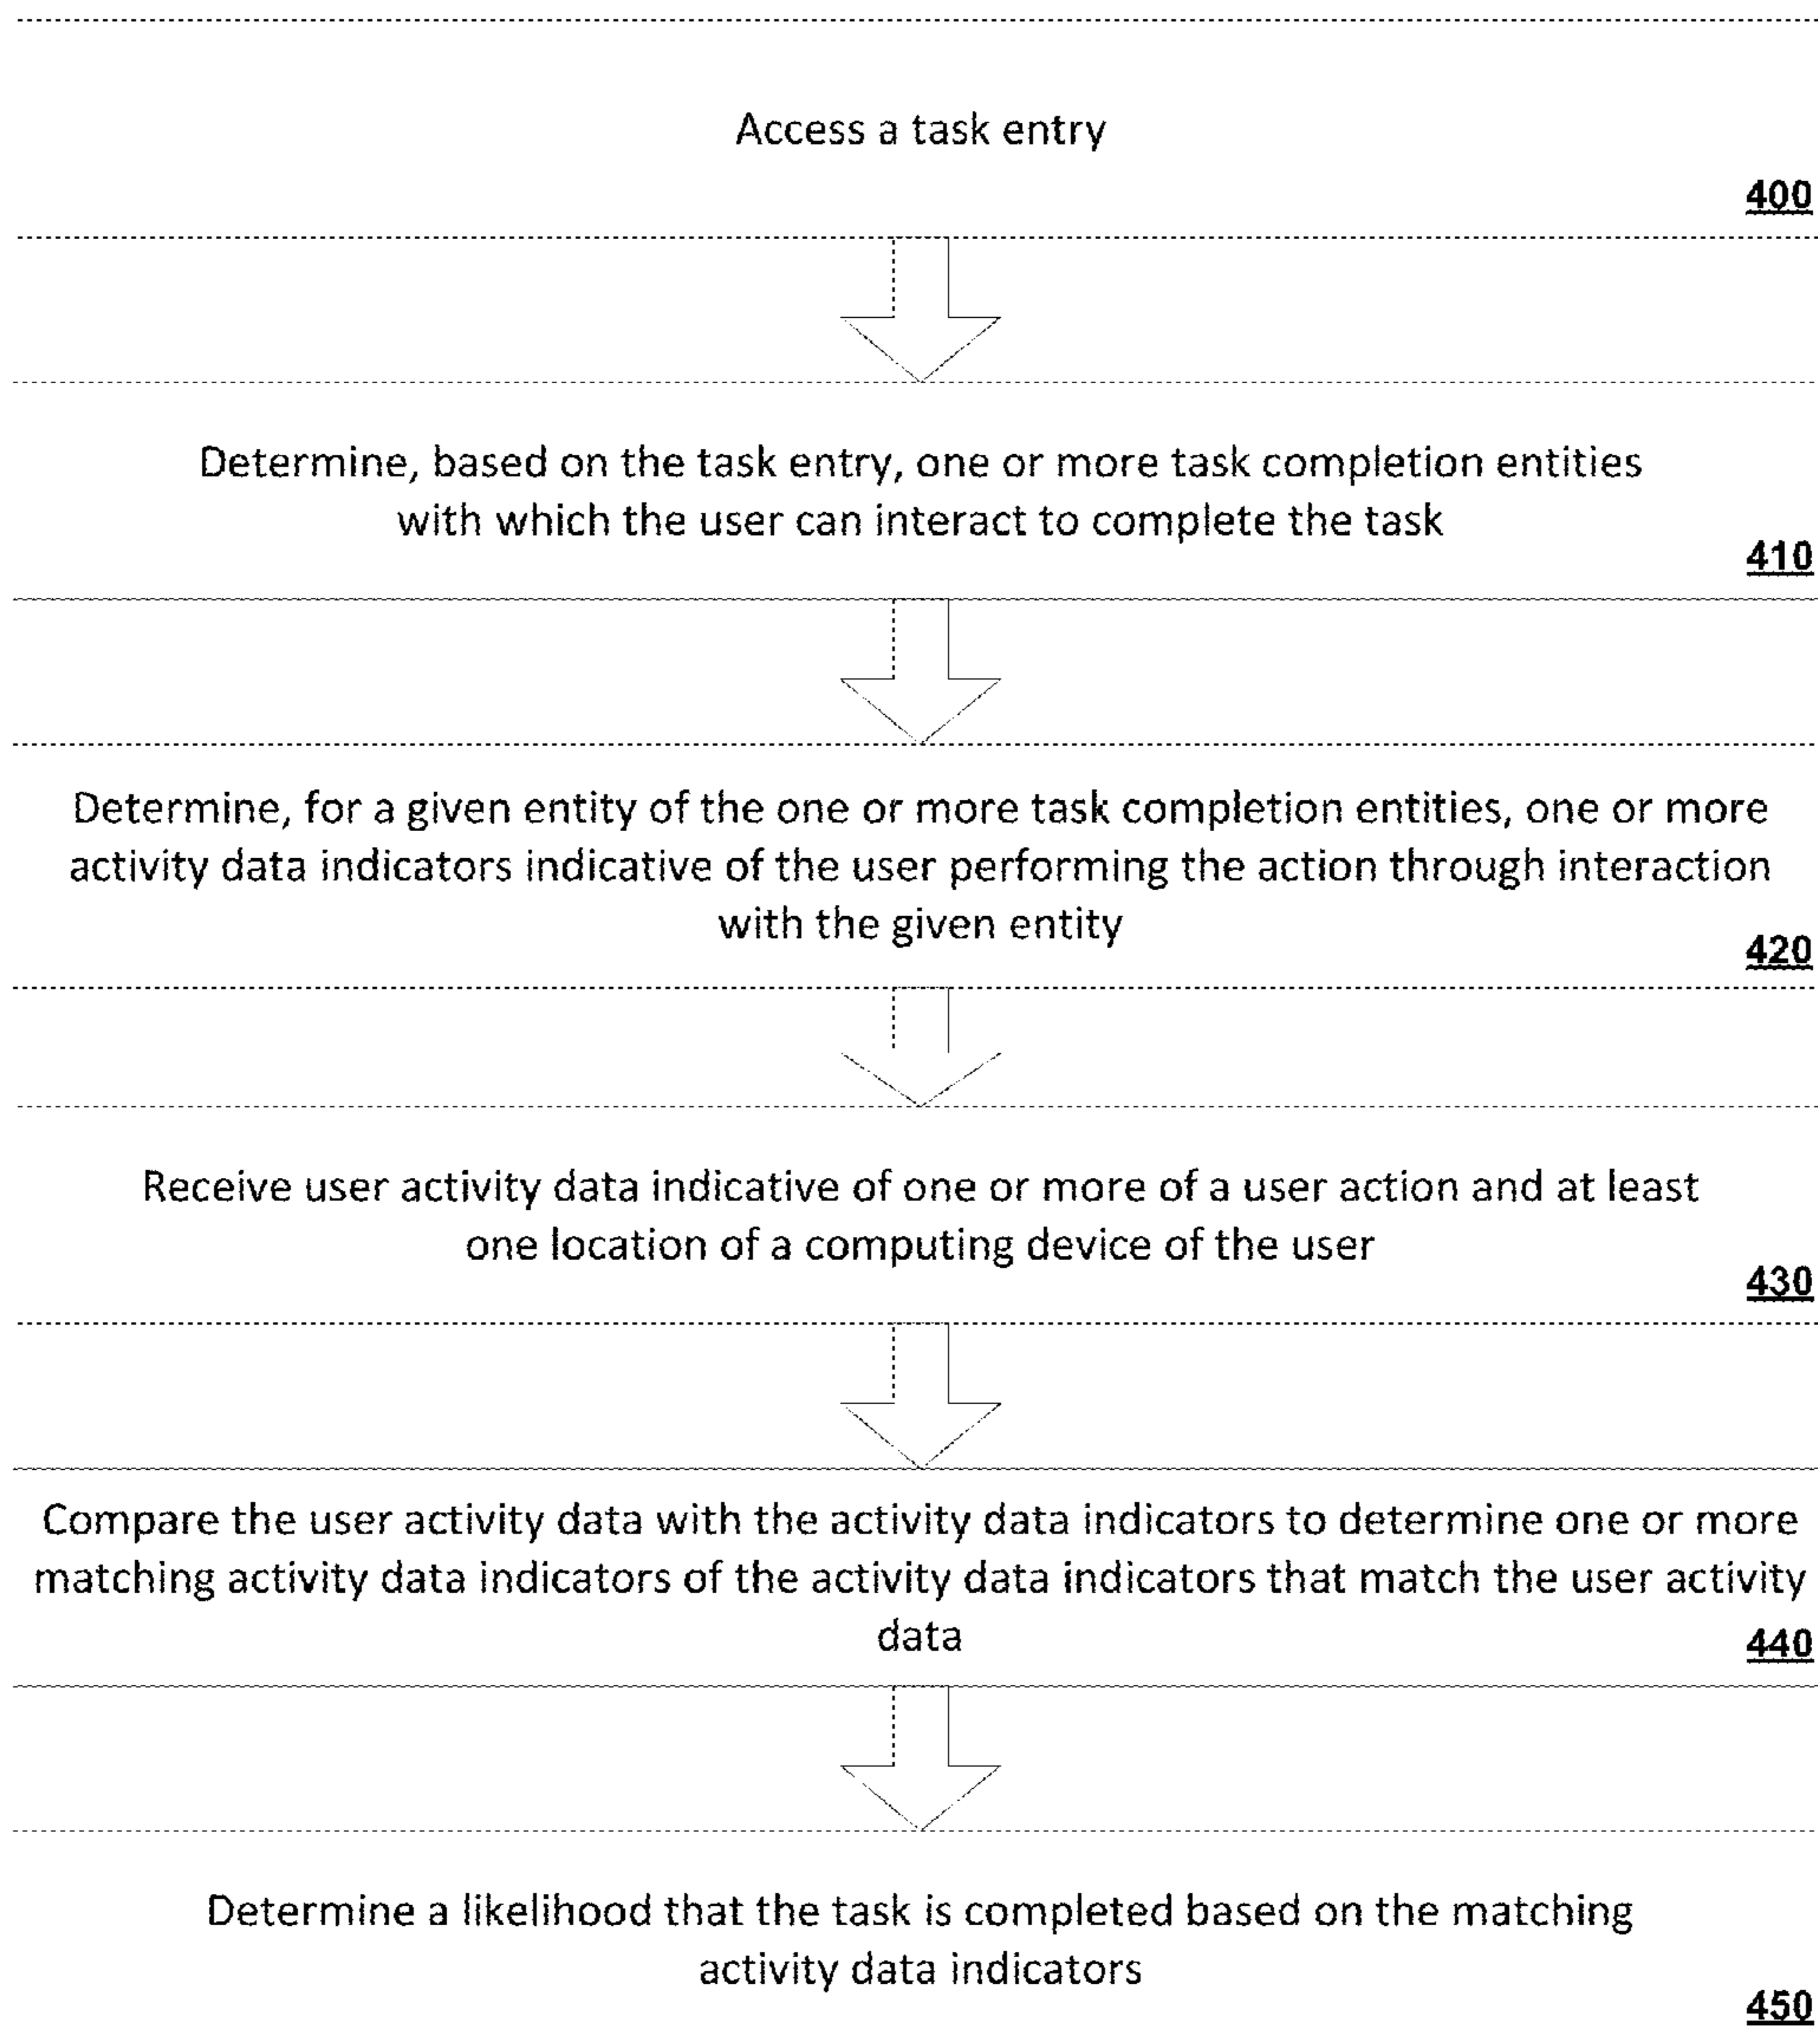 Access a task entry
400
Determine, based on the task entry, one or more task completion entities
with which the user can interact to complete the task
410
Determine, for a given entity of the one or more task completion entities, one or more
activity data indicators indicative of the user performing the action through interaction
with the given entity
420
Receive user activity data indicative of one or more of a user action and at least
one location of a computing device of the user
430
Compare the user activity data with the activity data indicators to determine one or more
matching activity data indicators of the activity data indicators that match the user activity
data
440
Determine a likelihood that the task is completed based on the matching
activity data indicators
450